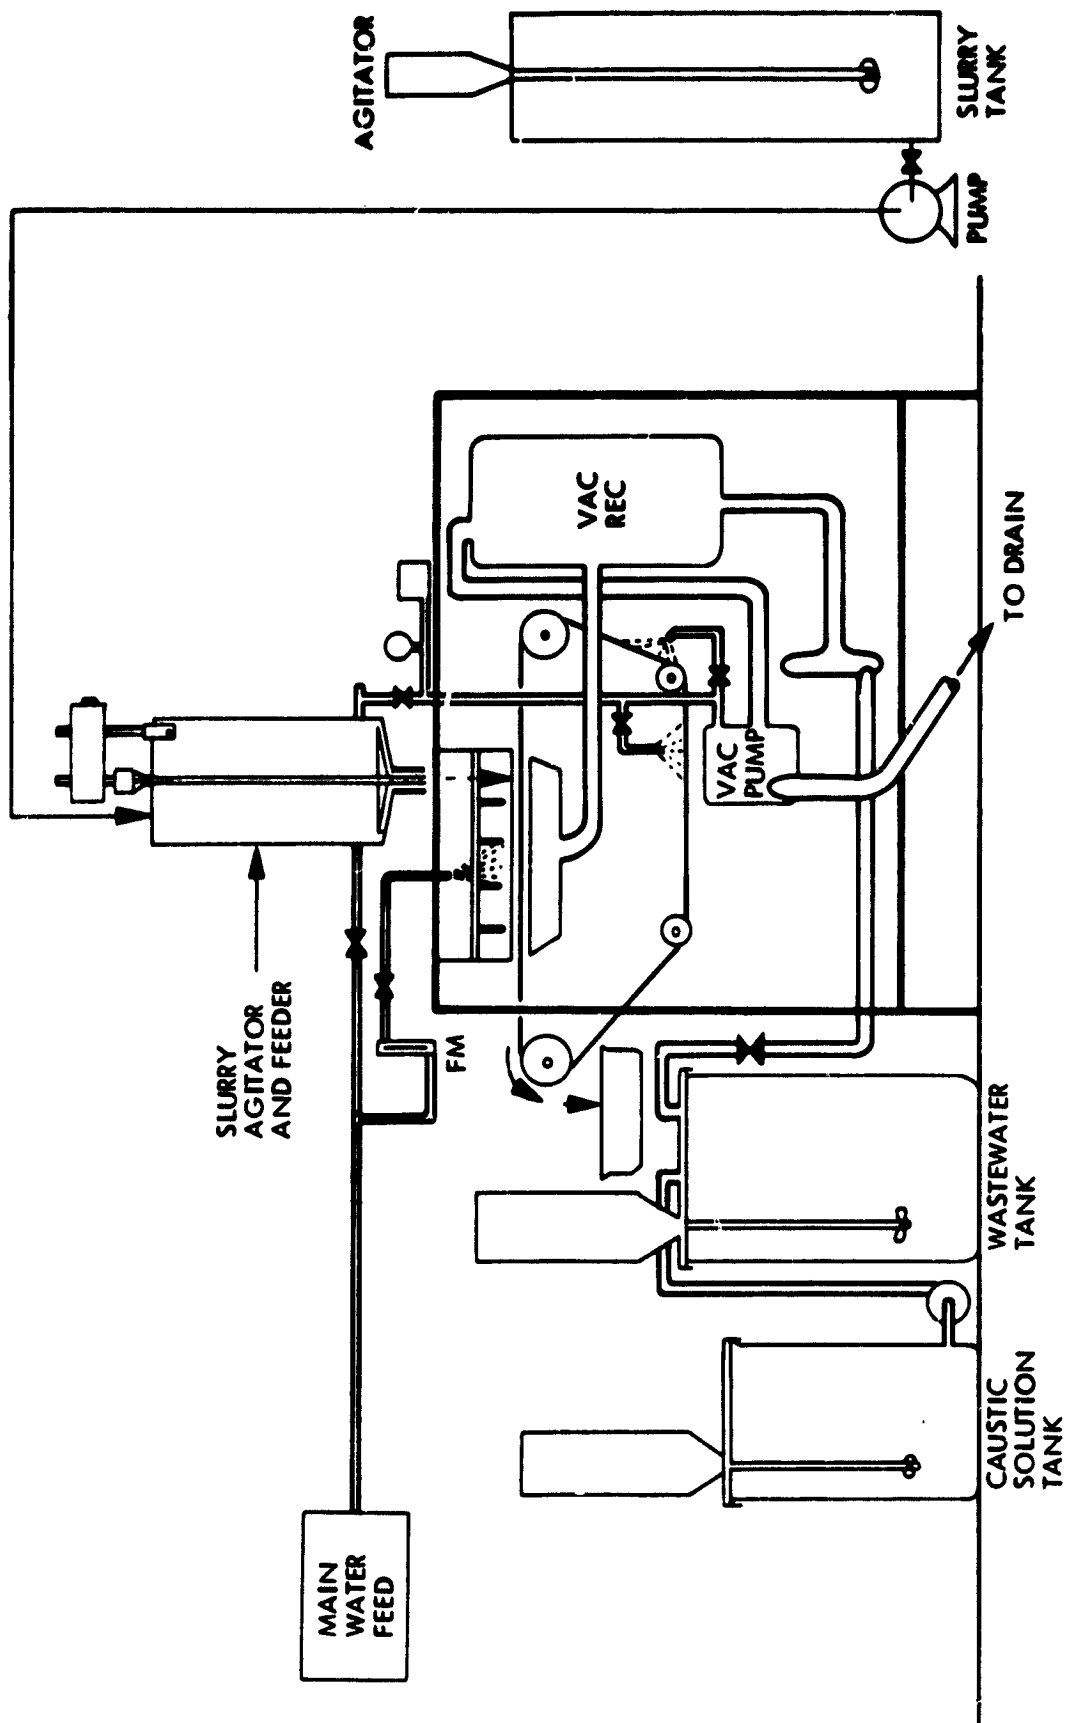 MAIN
WATER
FEED
SLURRY
AGITATOR
AND FEEDER
FM
AGITATOR
VAC
REC
VAC
PUMP
CAUSTIC
SOLUTION
TANK
WASTEWATER
TANK
TO DRAIN
PUMP
SLURRY
TANK